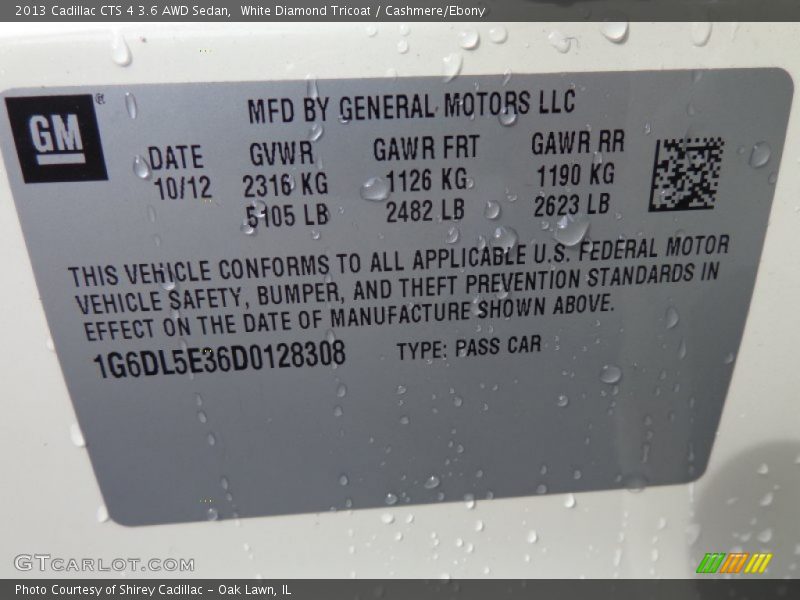 2013 Cadillac CTS 4 3.6 AWD Sedan,  White Diamond Tricoat / Cashmere/Ebony
GM ®
MFD BY GENERAL MOTORS LLC
DATE GVWR GAWR FRT GAWR RR
10/12 2316 KG 1126 KG 1190 KG
5105 LB 2482 LB 2623 LB
THIS VEHICLE CONFORMS TO ALL APPLICABLE U.S. FEDERAL MOTOR
VEHICLE SAFETY, BUMPER, AND THEFT PREVENTION STANDARDS IN
EFFECT ON THE DATE OF MANUFACTURE SHOWN ABOVE.
1G6DL5E36D0128308 TYPE: PASS CAR
GTCARLOT.COM
Photo Courtesy of Shirey Cadillac - Oak Lawn, IL